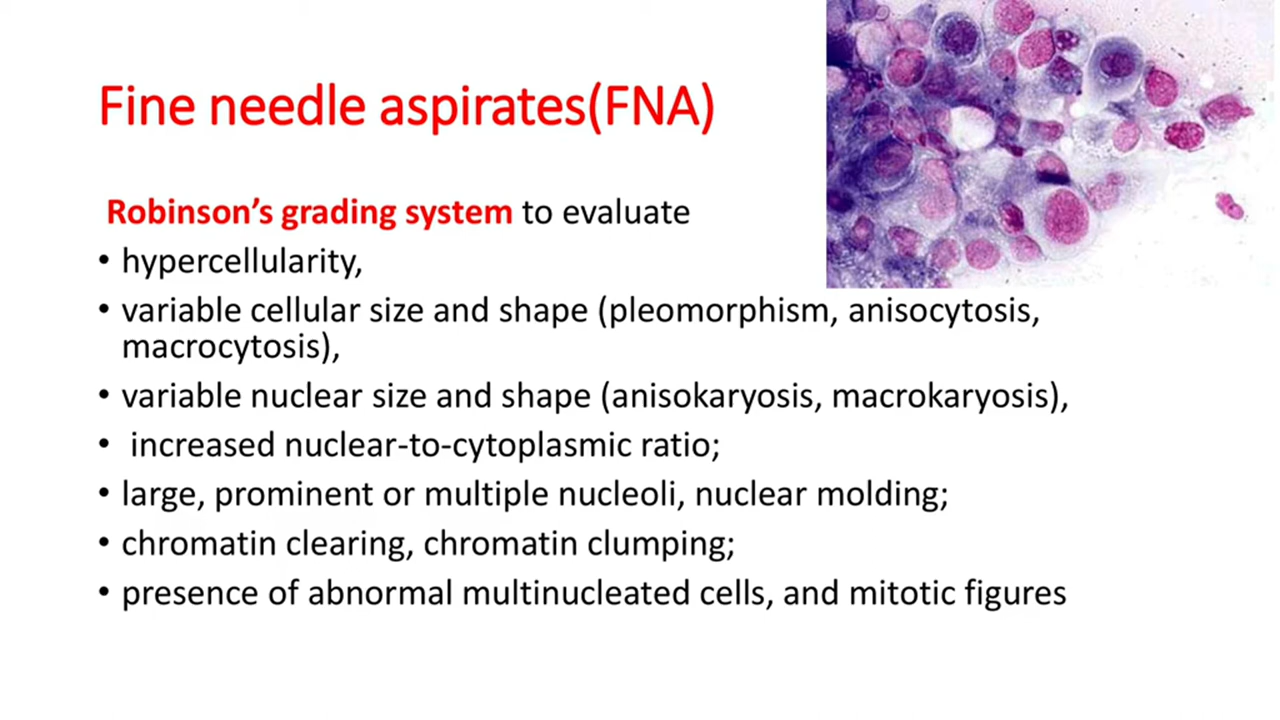 Fine needle aspirates(FNA)
Robinson’s grading system to evaluate
• hypercellularity,
• variable cellular size and shape (pleomorphism, anisocytosis,
macrocytosis),
• variable nuclear size and shape (anisokaryosis, macrokaryosis),
• increased nuclear-to-cytoplasmic ratio;
• large, prominent or multiple nucleoli, nuclear molding;
• chromatin clearing, chromatin clumping;
• presence of abnormal multinucleated cells, and mitotic figures